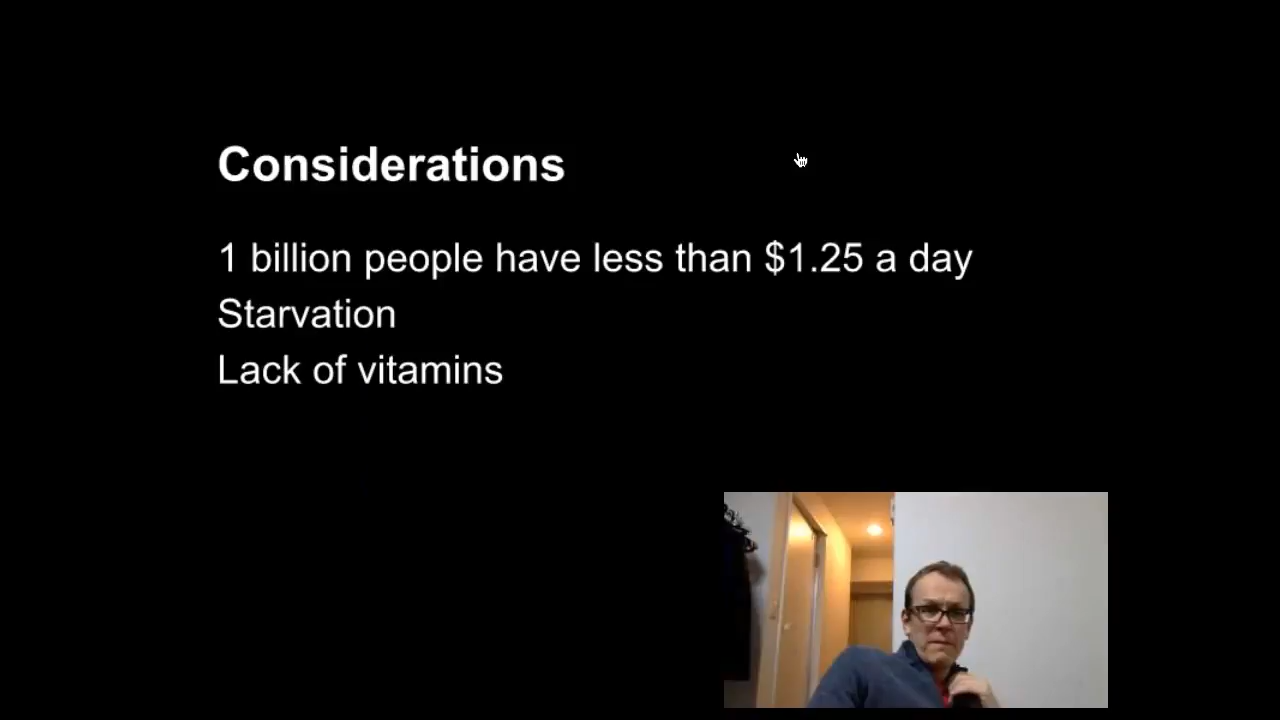 Considerations
1 billion people have less than $1.25 a day
Starvation
Lack of vitamins